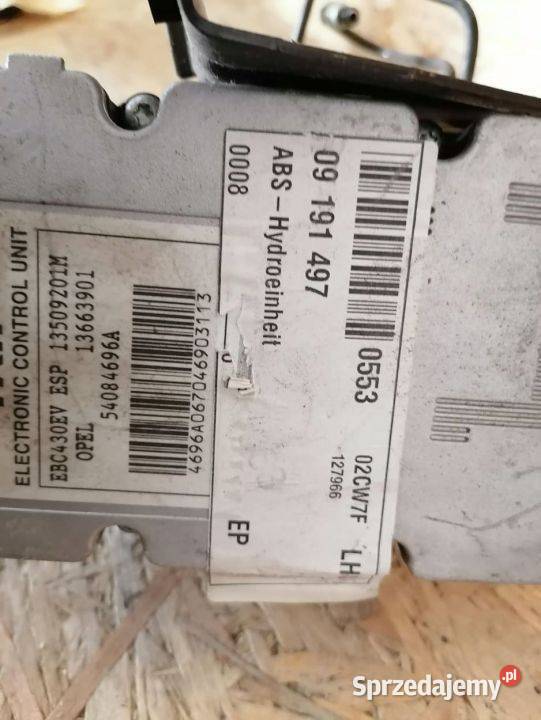 ELECTRONIC CONTROL UNIT
EBC430EV ESP 13509201M
OPEL 13663901
54084696A
4696A067046903113
09 191 497
0553
02CW7F
127966
LH
ABS-Hydroeinheit
0008
EP
Sprzedajemy.pl